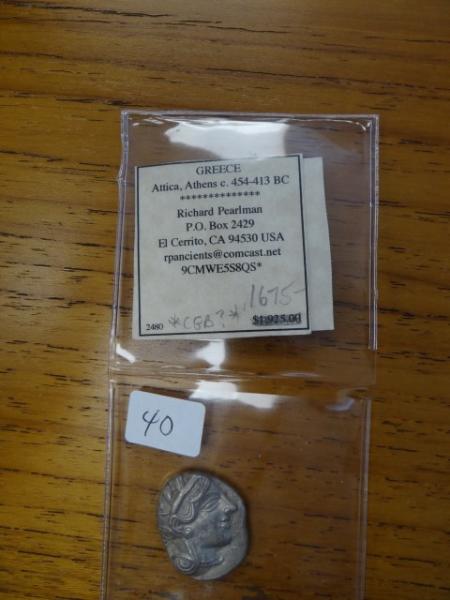 GREECE
Attica, Athens c. 454-413 BC
**************
Richard Pearlman
P.O. Box 2429
El Cerrito, CA 94530 USA
rpancients@comcast.net
9CMWE5S8QS*
1675-
2480 *CGB?* $1,925.00
40